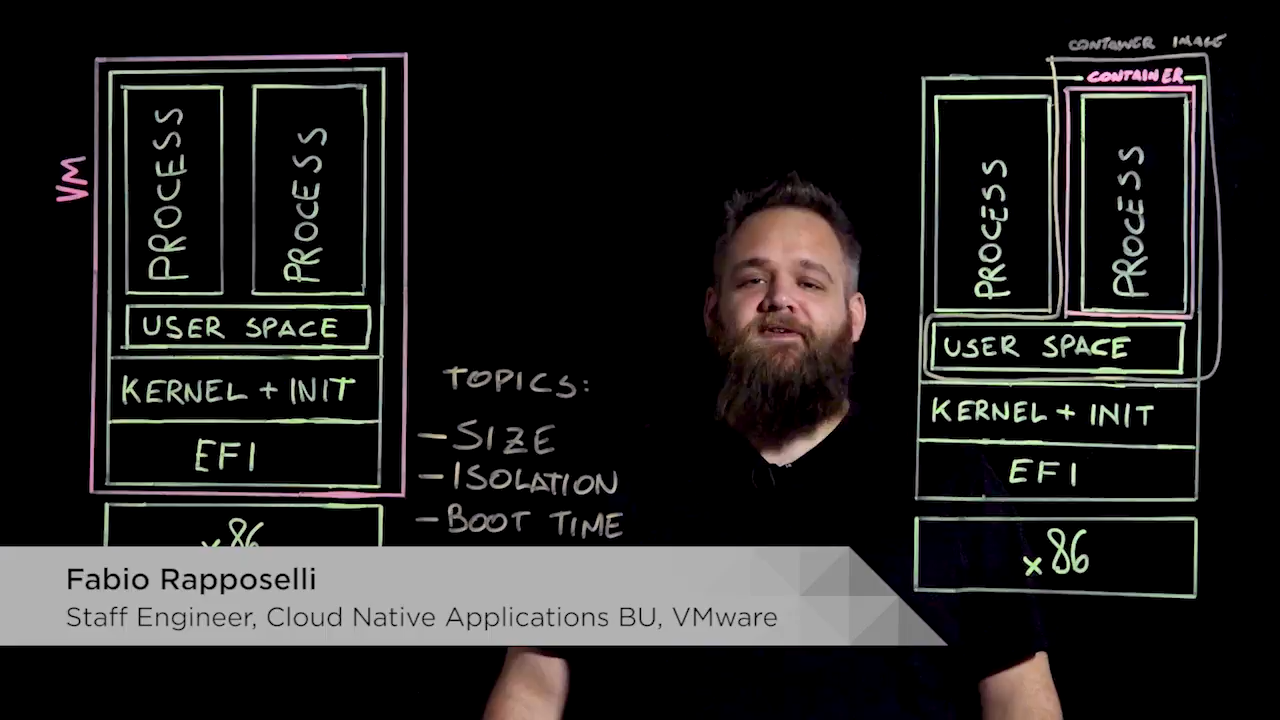 VM
PROCESS
PROCESS
USER SPACE
KERNEL + INIT
EFI
x86
TOPICS:
- SIZE
- ISOLATION
- BOOT TIME
CONTAINER IMAGE
CONTAINER
PROCESS
PROCESS
USER SPACE
KERNEL + INIT
EFI
x86
Fabio Rapposelli
Staff Engineer, Cloud Native Applications BU, VMware